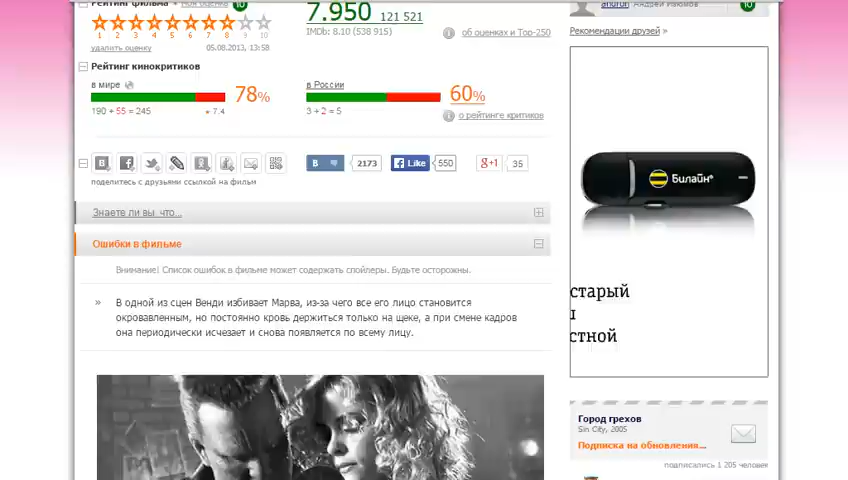 Рейтинг фильма
Моя оценка
10
1 2 3 4 5 6 7 8 9 10
удалить оценку
05.08.2013, 13:58
7.950 121 521
IMDb: 8.10 (538 915)
об оценках и Top-250
Рейтинг кинокритиков
в мире
78%
190 + 55 = 245
7.4
в России
60%
3 + 2 = 5
о рейтинге критиков
В
2173
Like
550
g+1
35
поделитесь с друзьями ссылкой на фильм
Знаете ли вы, что...
Ошибки в фильме
Внимание! Список ошибок в фильме может содержать спойлеры. Будьте осторожны.
» В одной из сцен Венди избивает Марва, из-за чего все его лицо становится
окровавленным, но постоянно кровь держиться только на щеке, а при смене кадров
она периодически исчезает и снова появляется по всему лицу.
10
Рекомендации друзей »
Билайн
старый
ы
стной
Город грехов
Sin City, 2005
Подписка на обновления...
подписались 1 205 человек